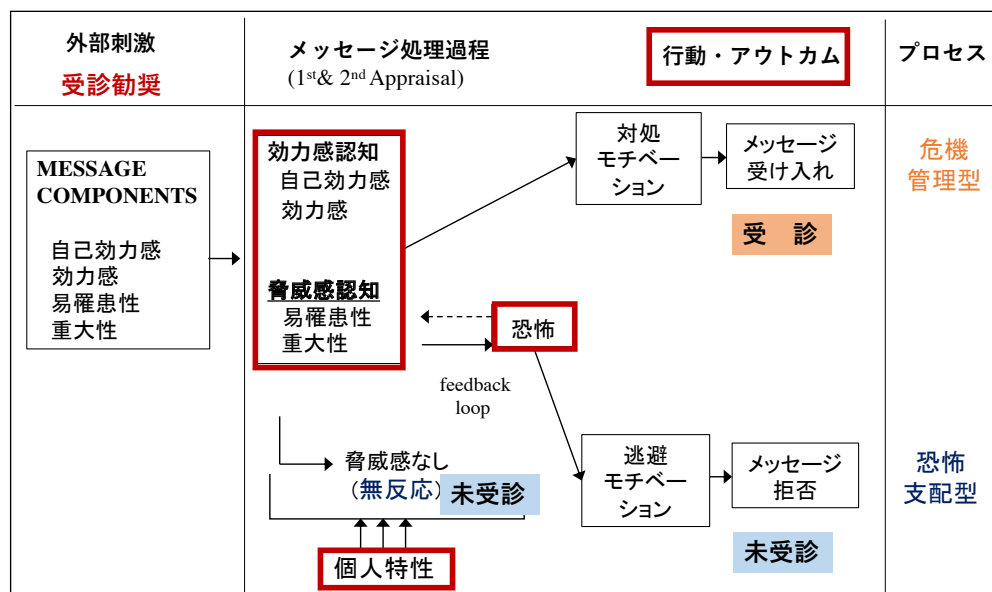 外部刺激
受診勧奨
メッセージ処理過程
(1st& 2nd Appraisal)
行動・アウトカム
プロセス
MESSAGE
COMPONENTS
自己効力感
効力感
易罹患性
重大性
効力感認知
自己効力感
効力感
脅威感認知
易罹患性
重大性
恐怖
feedback
loop
対処
モチベー
ション
メッセージ
受け入れ
受 診
危機
管理型
脅威感なし
(無反応)
未受診
個人特性
逃避
モチベー
ション
メッセージ
拒否
未受診
恐怖
支配型